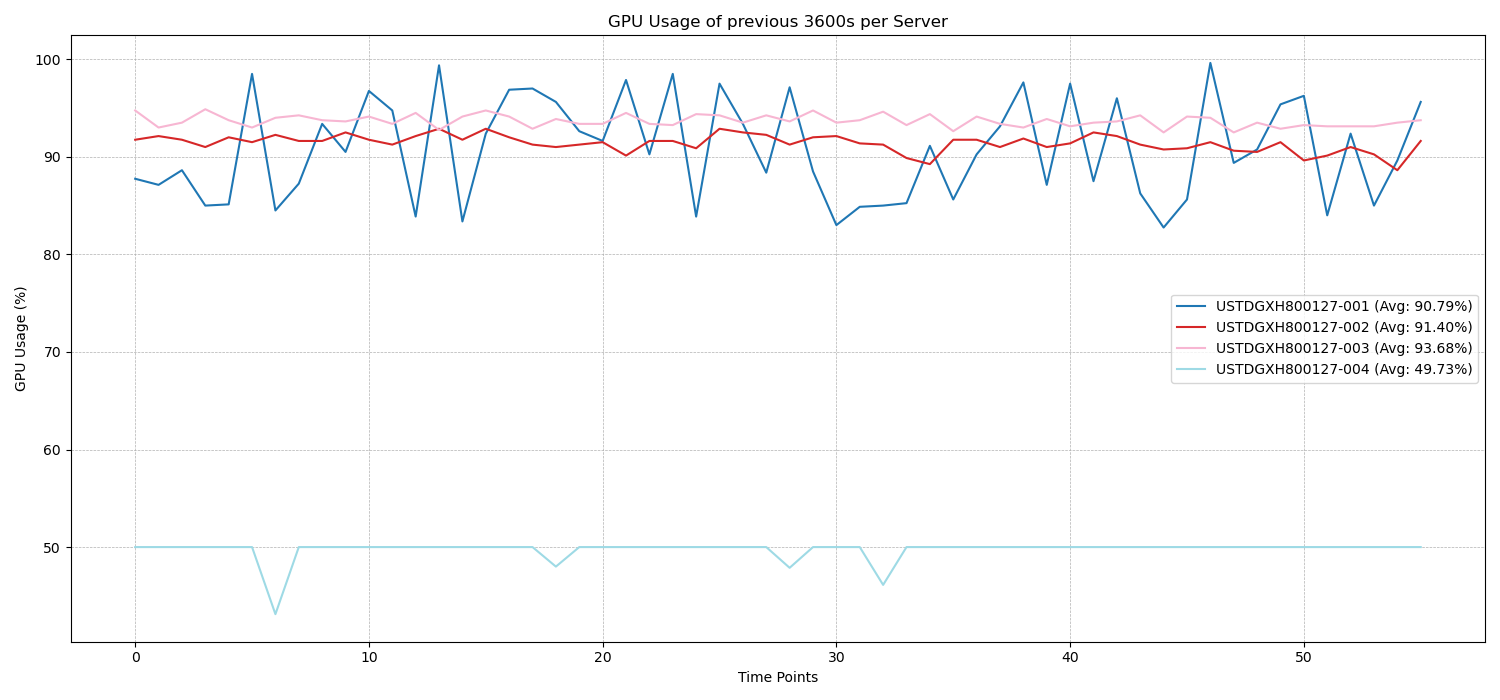 GPU Usage of previous 3600s per Server
100
90
80
70
60
50
GPU Usage (%)
USTDGXH800127-001 (Avg: 90.79%)
USTDGXH800127-002 (Avg: 91.40%)
USTDGXH800127-003 (Avg: 93.68%)
USTDGXH800127-004 (Avg: 49.73%)
0 10 20 30 40 50
Time Points